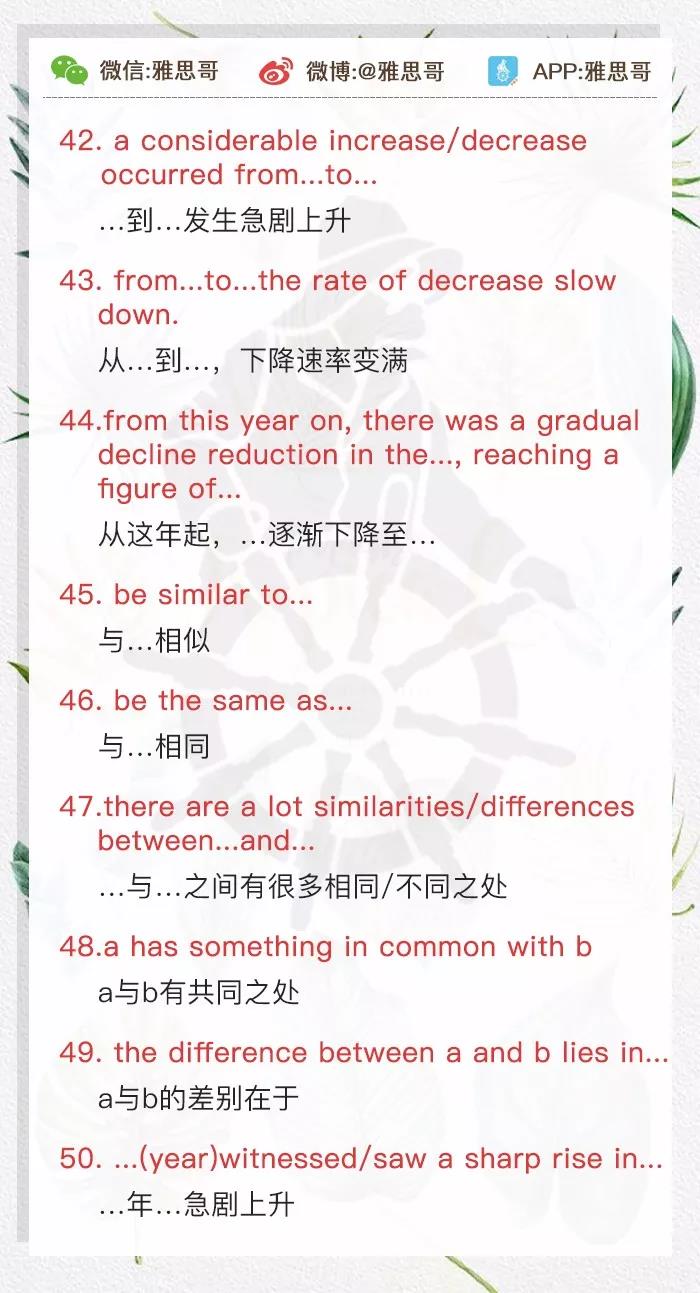 微信:雅思哥 微博:@雅思哥 APP:雅思哥
42. a considerable increase/decrease
occurred from...to...
...到...发生急剧上升
43. from...to...the rate of decrease slow
down.
从...到...，下降速率变满
44.from this year on, there was a gradual
decline reduction in the..., reaching a
figure of...
从这年起，...逐渐下降至...
45. be similar to...
与...相似
46. be the same as...
与...相同
47.there are a lot similarities/differences
between...and...
...与...之间有很多相同/不同之处
48.a has something in common with b
a与b有共同之处
49. the difference between a and b lies in...
a与b的差别在于
50. ...(year)witnessed/saw a sharp rise in...
...年...急剧上升